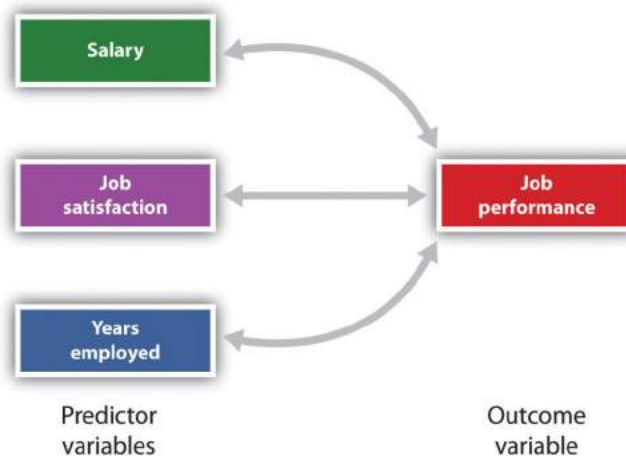 Salary
Job
satisfaction
Job
performance
Years
employed
Predictor
variables
Outcome
variable